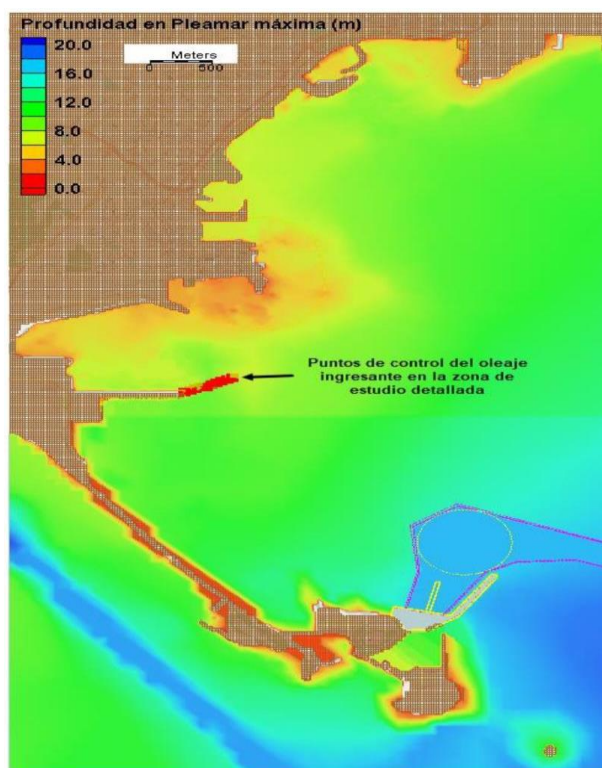 Profundidad en Pleamar máxima (m)
20.0
16.0
12.0
8.0
4.0
0.0
Meters
0 500
Puntos de control del oleaje
ingresante en la zona de
estudio detallada